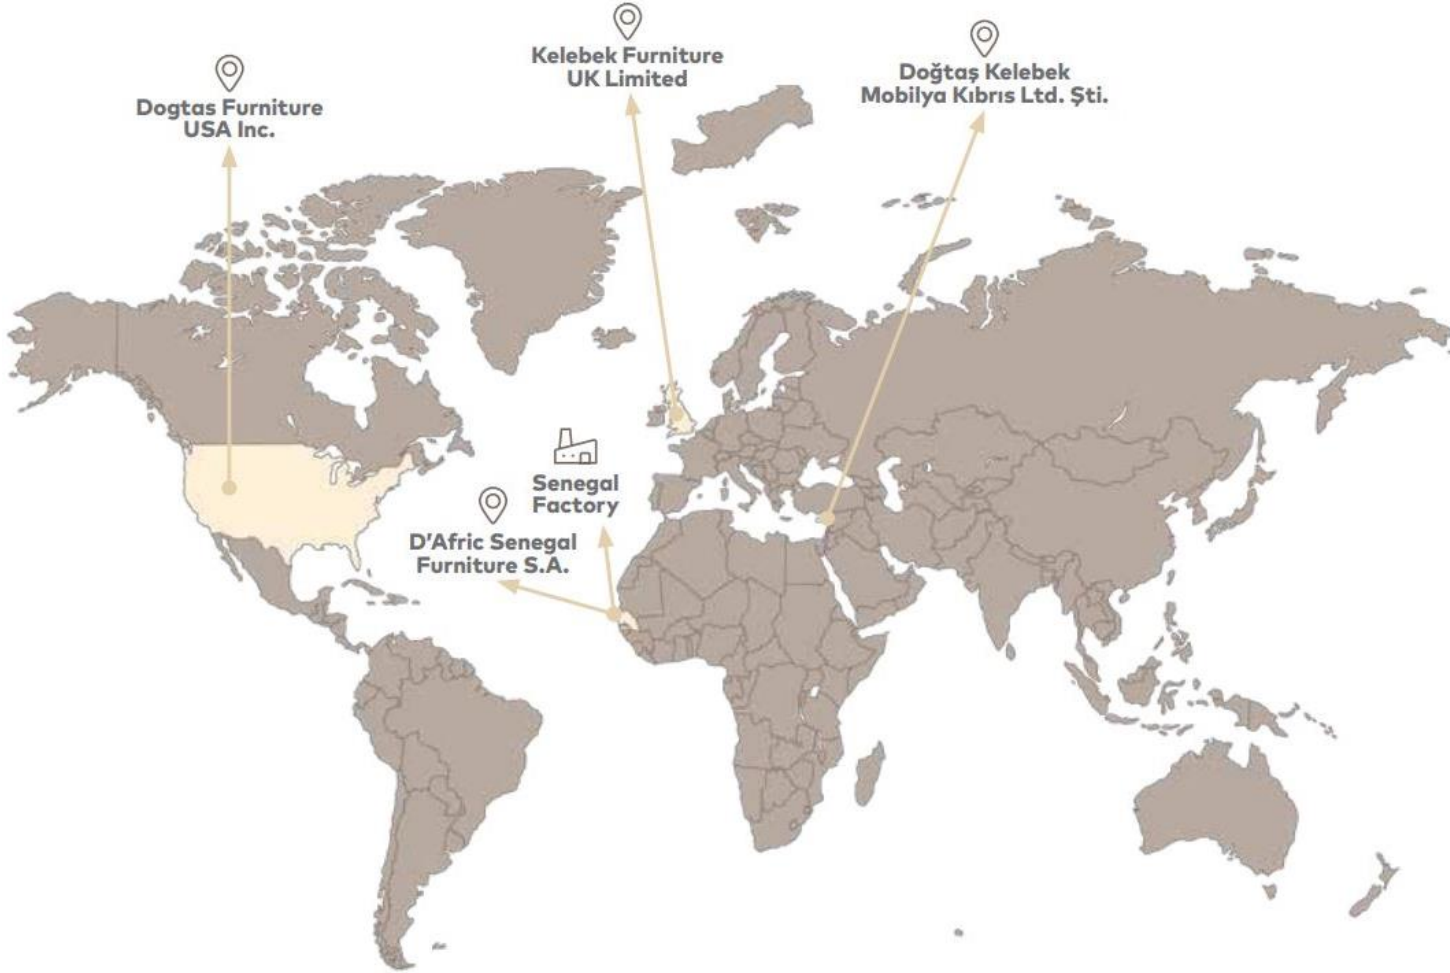 Kelebek Furniture
UK Limited
Doğtaş Kelebek
Mobilya Kıbrıs Ltd. Şti.
Dogtas Furniture
USA Inc.
Senegal
Factory
D'Afric Senegal
Furniture S.A.